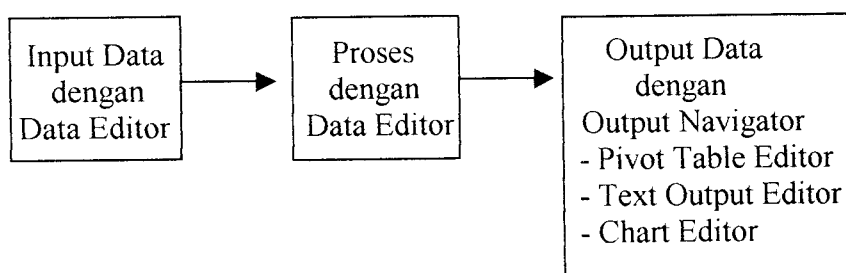 Input Data
dengan
Data Editor
Proses
dengan
Data Editor
Output Data
dengan
Output Navigator
- Pivot Table Editor
- Text Output Editor
- Chart Editor